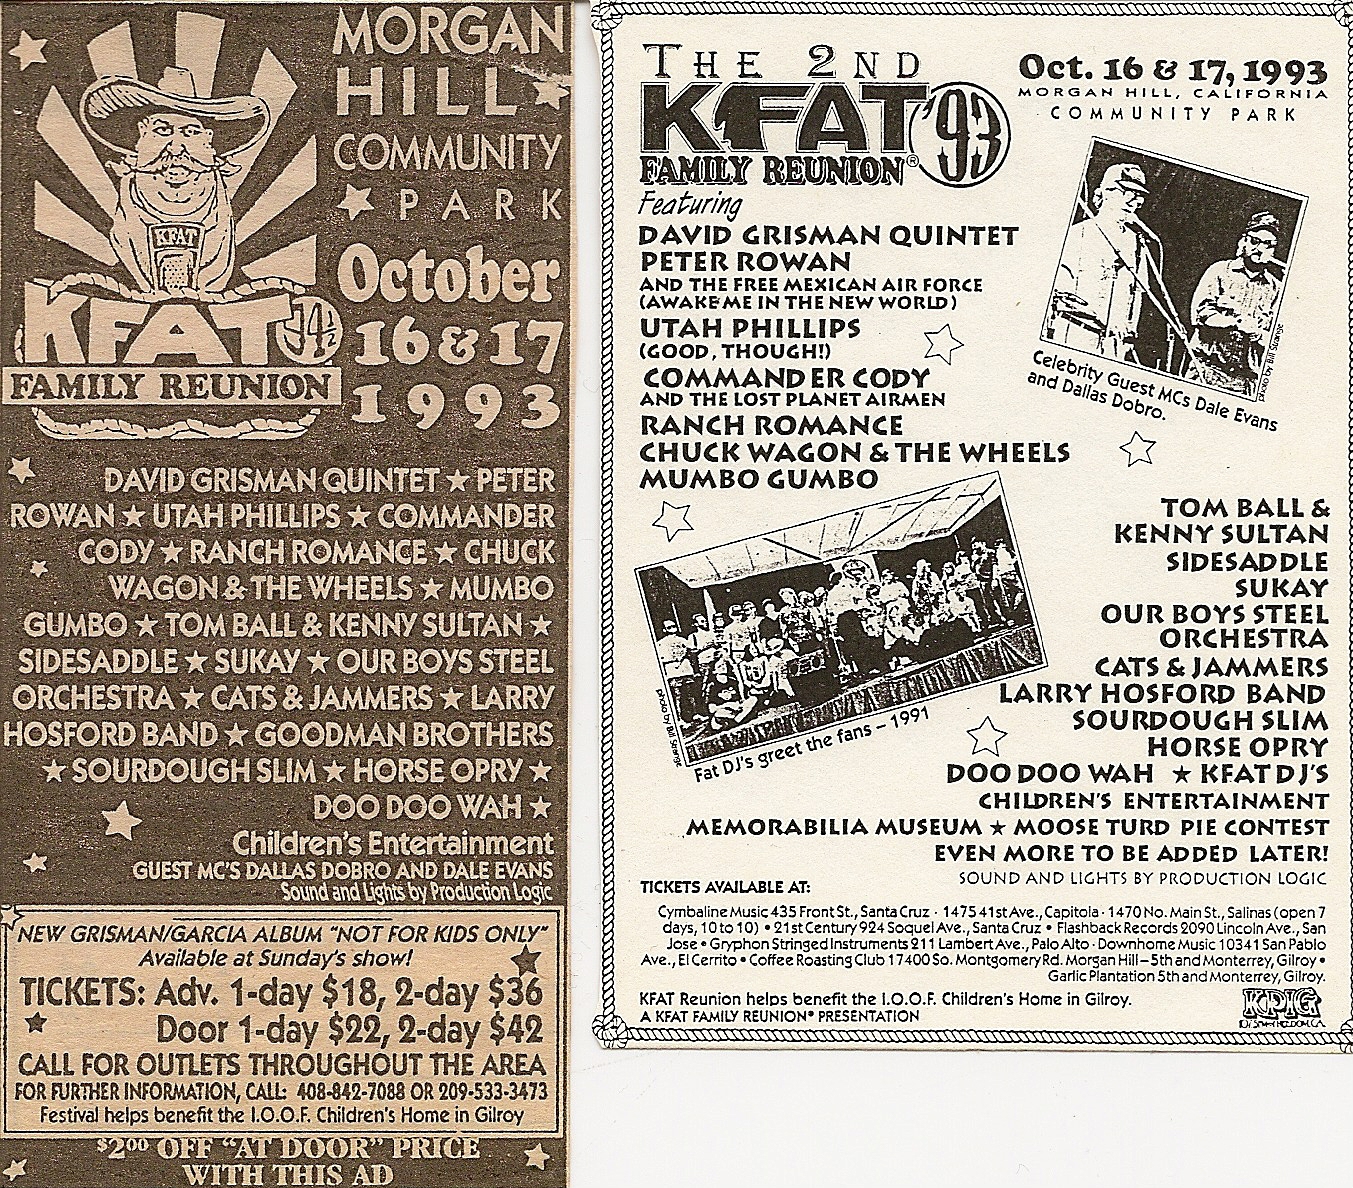 MORGAN
HILL
COMMUNITY
PARK
October
16 & 17
1993
KFAT
KFAT
FAMILY REUNION
DAVID GRISMAN QUINTET ★ PETER
ROWAN ★ UTAH PHILLIPS ★ COMMANDER
CODY ★ RANCH ROMANCE ★ CHUCK
WAGON & THE WHEELS ★ MUMBO
GUMBO ★ TOM BALL & KENNY SULTAN ★
SIDESADDLE ★ SUKAY ★ OUR BOYS STEEL
ORCHESTRA ★ CATS & JAMMERS ★ LARRY
HOSFORD BAND ★ GOODMAN BROTHERS
★ SOURDOUGH SLIM ★ HORSE OPRY ★
DOO DOO WAH ★
Children's Entertainment
GUEST MC'S DALLAS DOBRO AND DALE EVANS
Sound and Lights by Production Logic
NEW GRISMAN/GARCIA ALBUM "NOT FOR KIDS ONLY"
Available at Sunday's show!
TICKETS: Adv. 1-day $18, 2-day $36
Door 1-day $22, 2-day $42
CALL FOR OUTLETS THROUGHOUT THE AREA
FOR FURTHER INFORMATION, CALL: 408-842-7088 OR 209-533-3473
Festival helps benefit the I.O.O.F. Children's Home in Gilroy
$2.00 OFF "AT DOOR" PRICE
WITH THIS AD
THE 2ND
KFAT '93
FAMILY REUNION®
Oct. 16 & 17, 1993
MORGAN HILL, CALIFORNIA
COMMUNITY PARK
Featuring
DAVID GRISMAN QUINTET
PETER ROWAN
AND THE FREE MEXICAN AIR FORCE
(AWAKE ME IN THE NEW WORLD)
UTAH PHILLIPS
(GOOD, THOUGH!)
COMMANDER CODY
AND THE LOST PLANET AIRMEN
RANCH ROMANCE
CHUCK WAGON & THE WHEELS
MUMBO GUMBO
photo by Bill Strange
Celebrity Guest MCs Dale Evans
and Dallas Dobro.
photo by Bill Strange
Fat DJ's greet the fans – 1991
TOM BALL &
KENNY SULTAN
SIDESADDLE
SUKAY
OUR BOYS STEEL
ORCHESTRA
CATS & JAMMERS
LARRY HOSFORD BAND
SOURDOUGH SLIM
HORSE OPRY
DOO DOO WAH ★ KFAT DJ'S
CHILDREN'S ENTERTAINMENT
MEMORABILIA MUSEUM ★ MOOSE TURD PIE CONTEST
EVEN MORE TO BE ADDED LATER!
SOUND AND LIGHTS BY PRODUCTION LOGIC
TICKETS AVAILABLE AT:
Cymbaline Music 435 Front St., Santa Cruz · 1475 41st Ave., Capitola · 1470 No. Main St., Salinas (open 7
days, 10 to 10) • 21st Century 924 Soquel Ave., Santa Cruz • Flashback Records 2090 Lincoln Ave., San
Jose • Gryphon Stringed Instruments 211 Lambert Ave., Palo Alto · Downhome Music 10341 San Pablo
Ave., El Cerrito • Coffee Roasting Club 17400 So. Montgomery Rd. Morgan Hill – 5th and Monterrey, Gilroy •
Garlic Plantation 5th and Monterrey, Gilroy.
KFAT Reunion helps benefit the I.O.O.F. Children's Home in Gilroy.
A KFAT FAMILY REUNION® PRESENTATION
KPIG